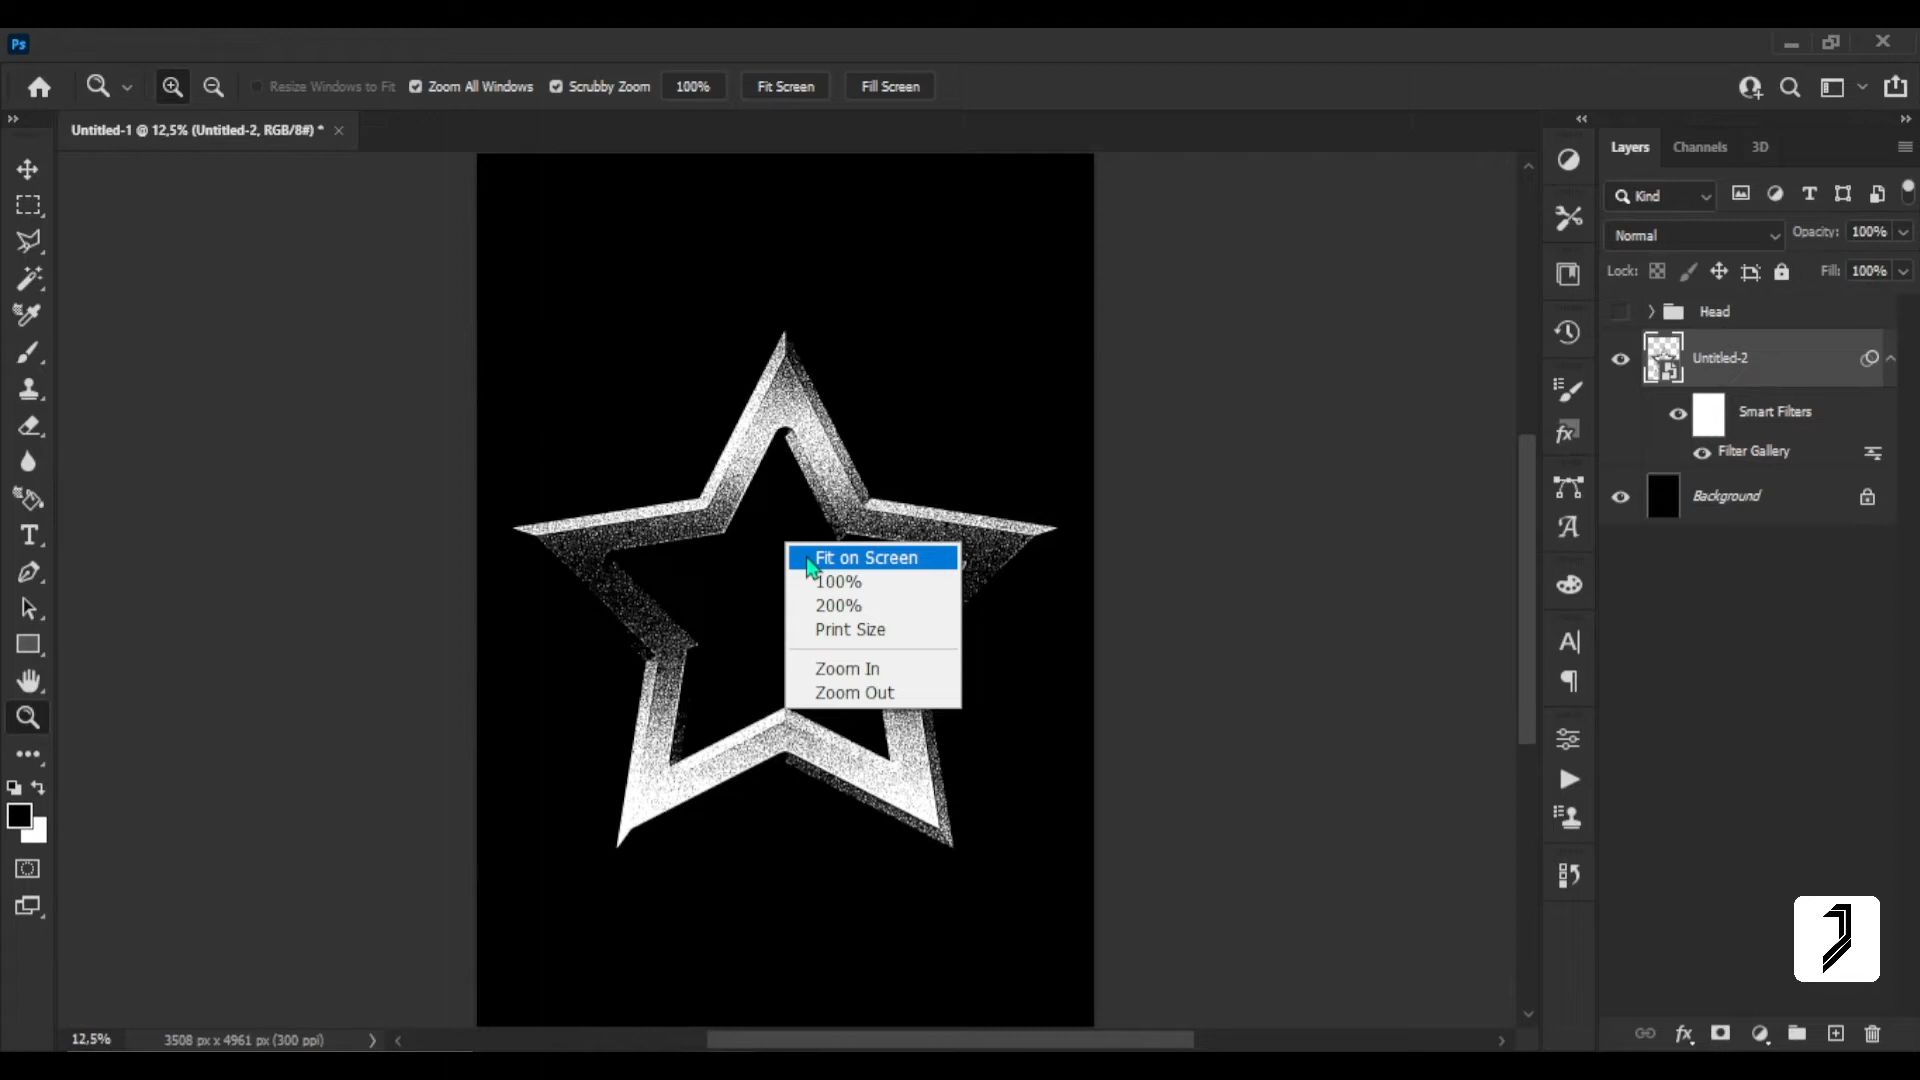 Ps
Resize Windows to Fit
Zoom All Windows
Scrubby Zoom
100%
Fit Screen
Fill Screen
Untitled-1 @ 12,5% (Untitled-2, RGB/8#) *
Layers
Channels
3D
Kind
Normal
Opacity: 100%
Lock:
Fill: 100%
Head
Untitled-2
Smart Filters
Filter Gallery
Background
Fit on Screen
100%
200%
Print Size
Zoom In
Zoom Out
12,5%
3508 px x 4961 px (300 ppi)